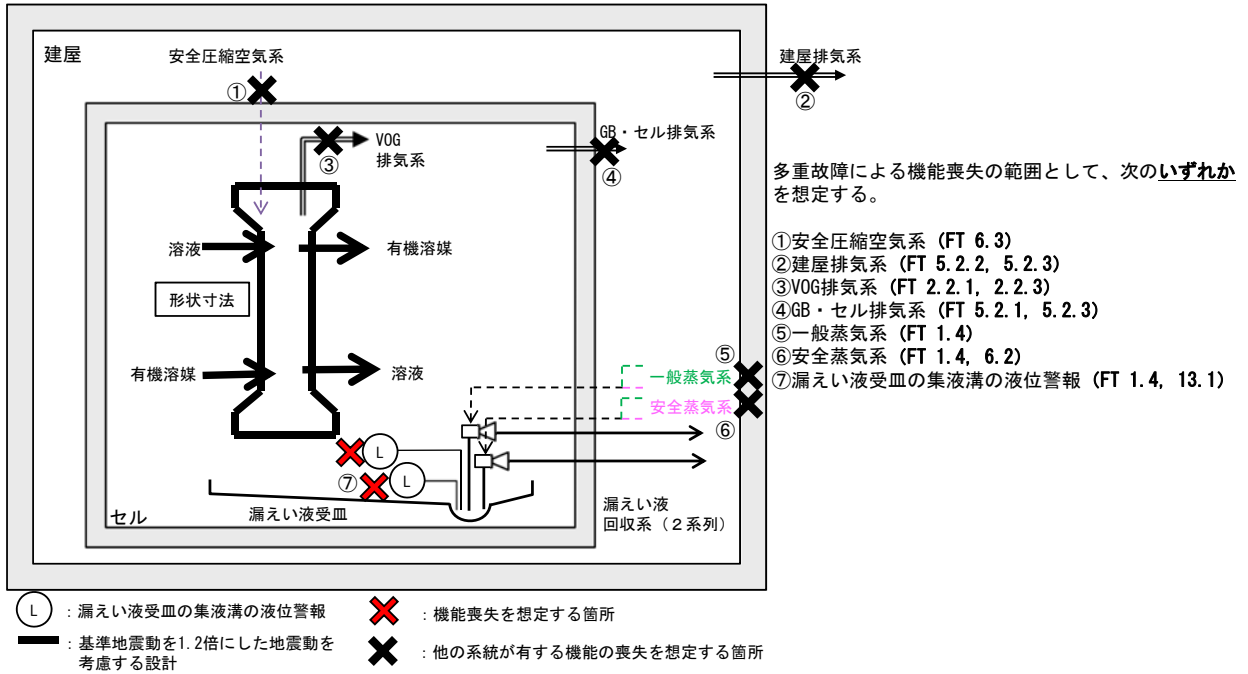 建屋
安全圧縮空気系
①
建屋排気系
②
VOG
排気系
③
GB・セル排気系
④
溶液
有機溶媒
形状寸法
有機溶媒
溶液
⑤
一般蒸気系
安全蒸気系
⑥
L
L
⑦
漏えい液受皿
セル
漏えい液
回収系（２系列）
多重故障による機能喪失の範囲として、次のいずれか
を想定する。
①安全圧縮空気系 (FT 6.3)
②建屋排気系 (FT 5.2.2, 5.2.3)
③VOG排気系 (FT 2.2.1, 2.2.3)
④GB・セル排気系 (FT 5.2.1, 5.2.3)
⑤一般蒸気系 (FT 1.4)
⑥安全蒸気系 (FT 1.4, 6.2)
⑦漏えい液受皿の集液溝の液位警報 (FT 1.4, 13.1)
L ：漏えい液受皿の集液溝の液位警報
：基準地震動を1.2倍にした地震動を
考慮する設計
：機能喪失を想定する箇所
：他の系統が有する機能の喪失を想定する箇所